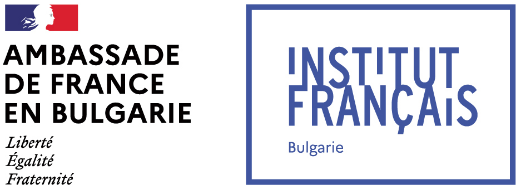 AMBASSADE
DE FRANCE
EN BULGARIE
Liberté
Égalité
Fraternité
INSTITUT
FRANÇAIS
Bulgarie